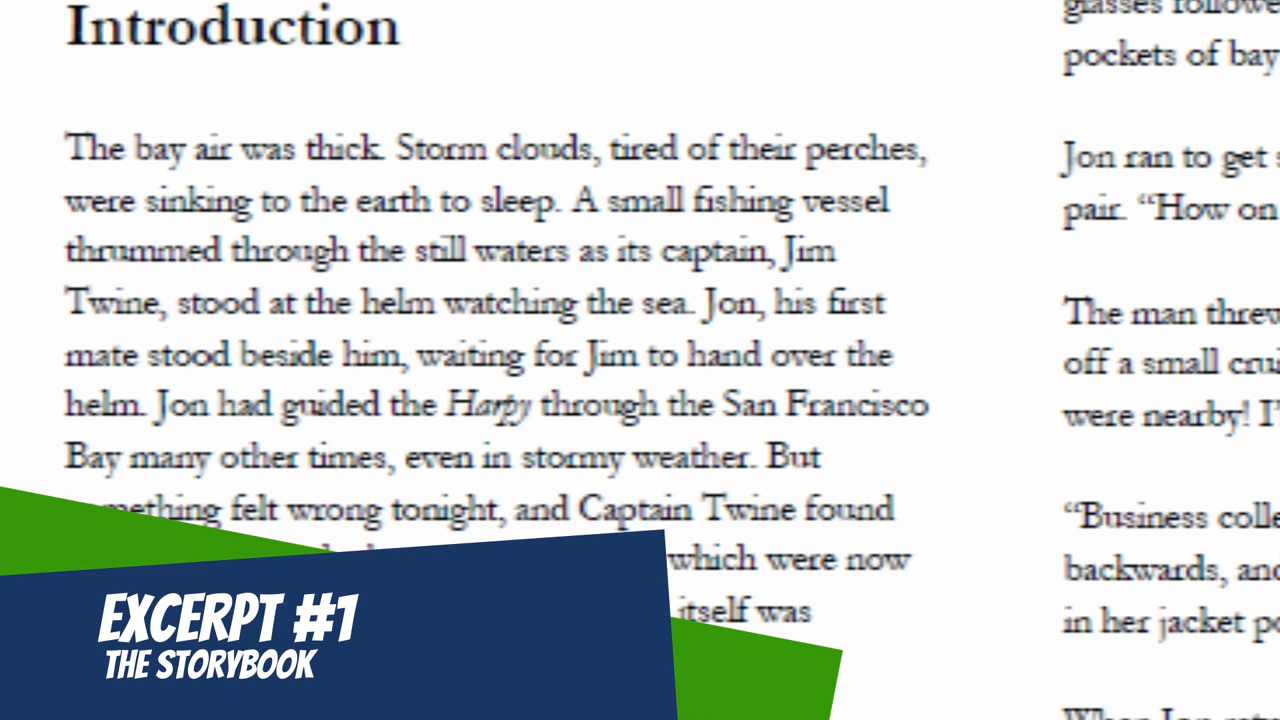 Introduction
The bay air was thick. Storm clouds, tired of their perches,
were sinking to the earth to sleep. A small fishing vessel
thrummed through the still waters as its captain, Jim
Twine, stood at the helm watching the sea. Jon, his first
mate stood beside him, waiting for Jim to hand over the
helm. Jon had guided the Harpy through the San Francisco
Bay many other times, even in stormy weather. But
felt wrong tonight, and Captain Twine found
which were now
itself was
glasses
pockets of bay
Jon ran to get
pair. “How on
The man threw
off a small
were nearby!
“Business
backwards, and
in her jacket
When Jon
EXCERPT #1
THE STORYBOOK